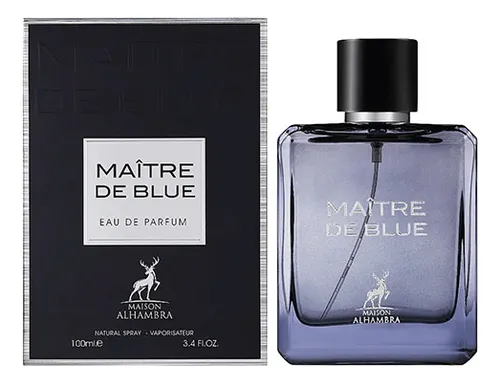 MAÎTRE
DE BLUE
EAU DE PARFUM
MAISON
ALHAMBRA
NATURAL SPRAY - VAPORISATEUR
100ml℮ 3.4 Fl.OZ.
MAÎTRE
DE BLUE
MAISON
ALHAMBRA